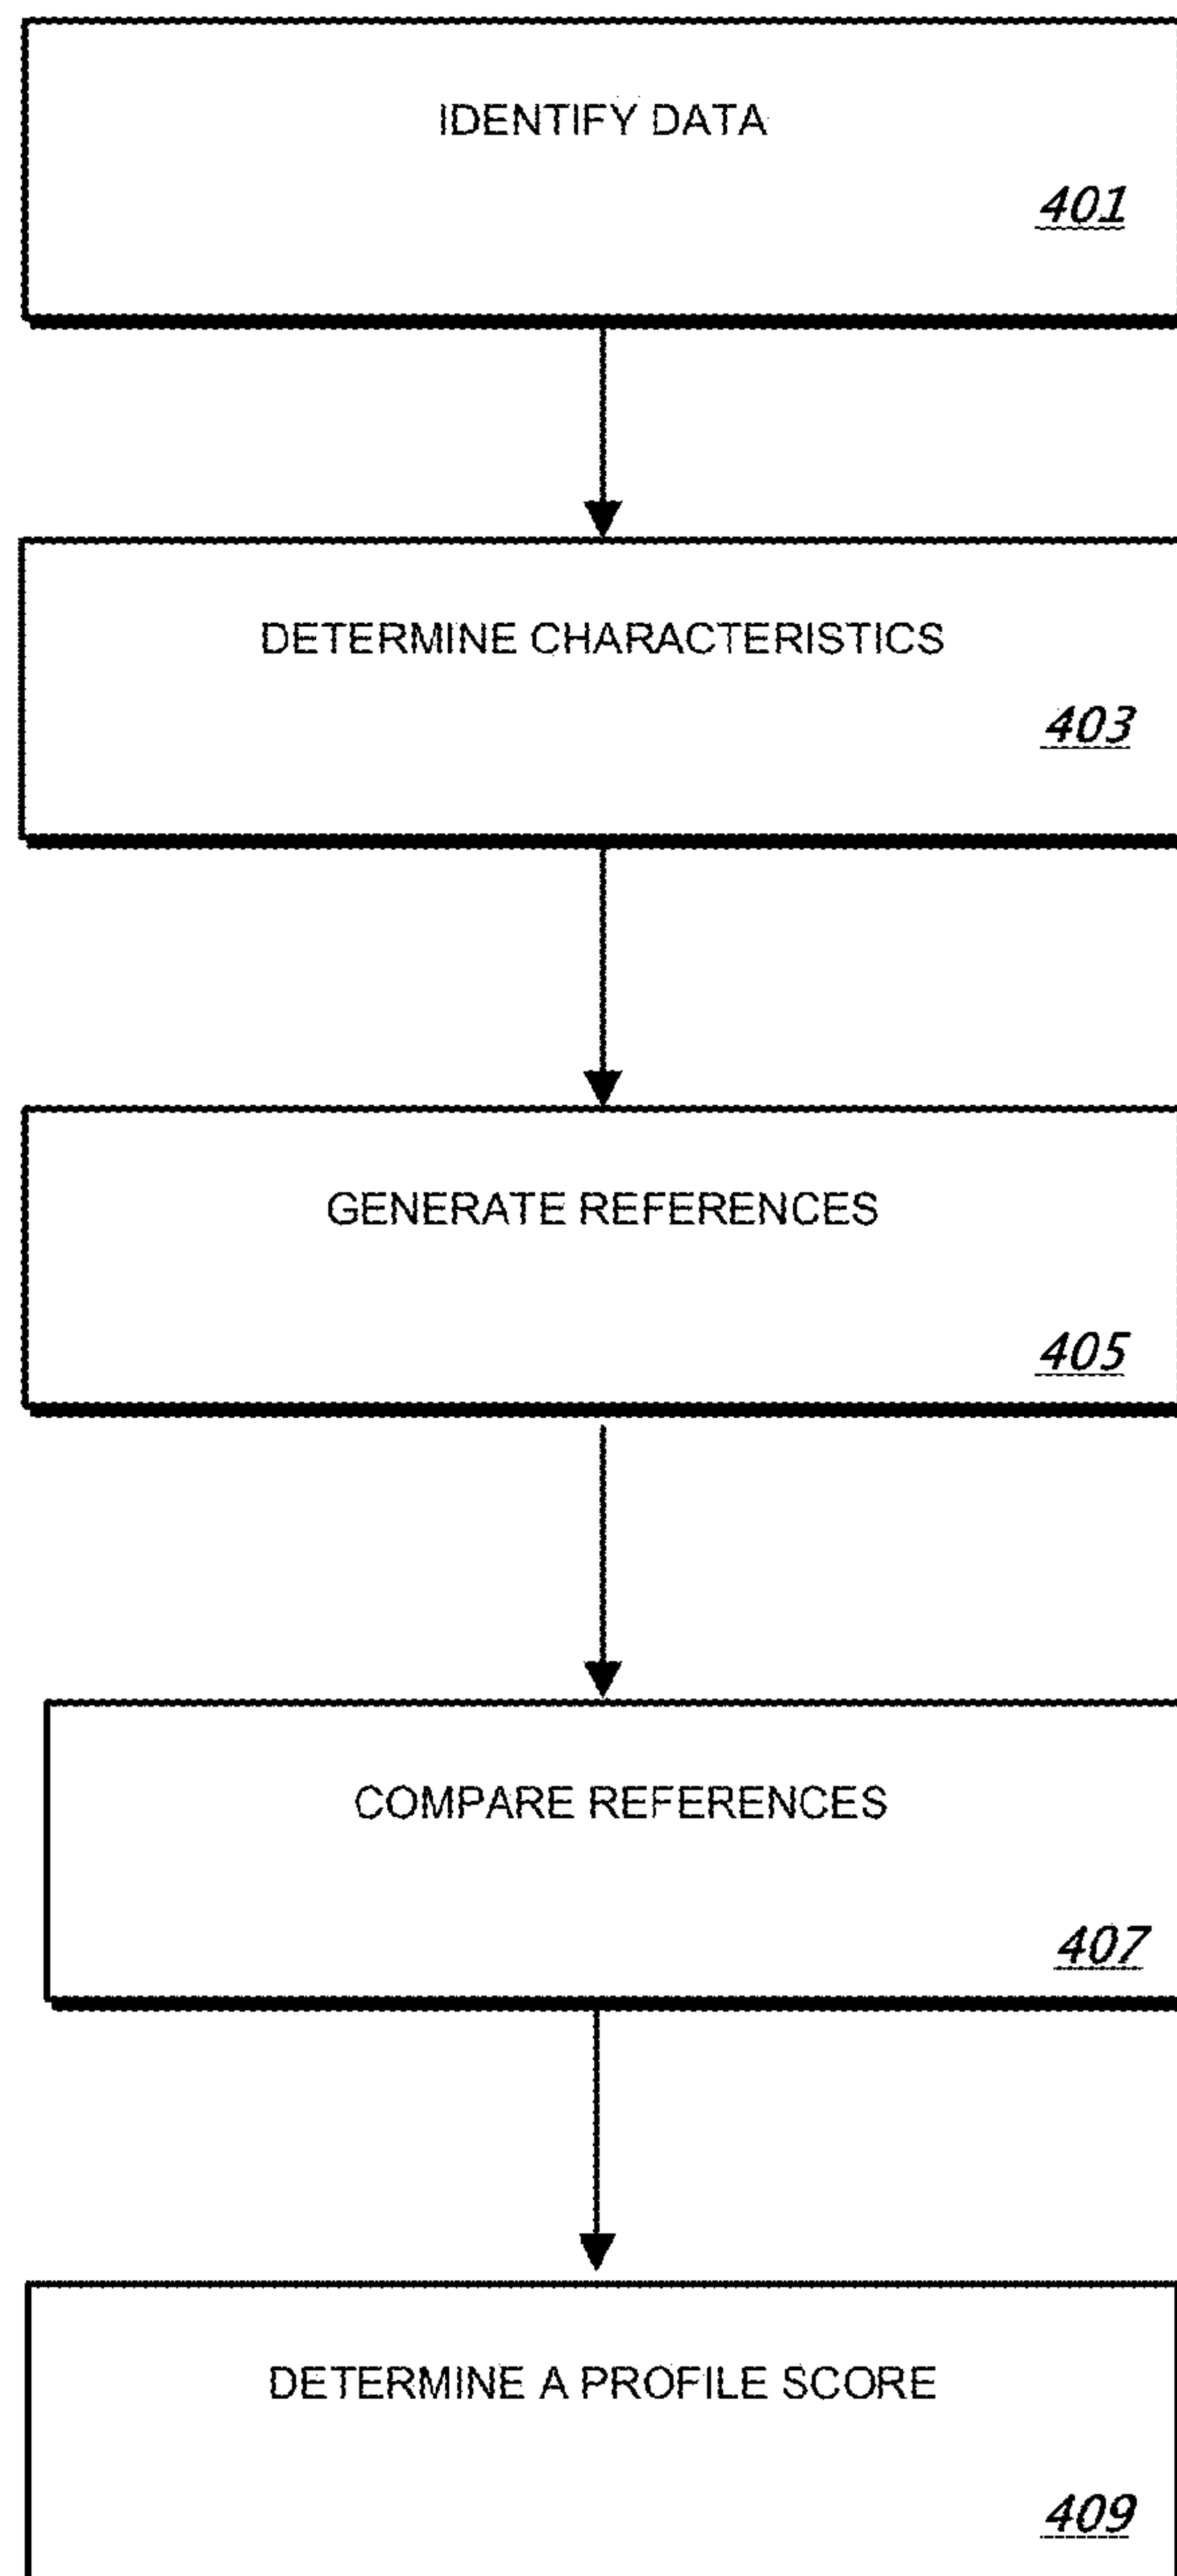 IDENTIFY DATA
401
DETERMINE CHARACTERISTICS
403
GENERATE REFERENCES
405
COMPARE REFERENCES
407
DETERMINE A PROFILE SCORE
409